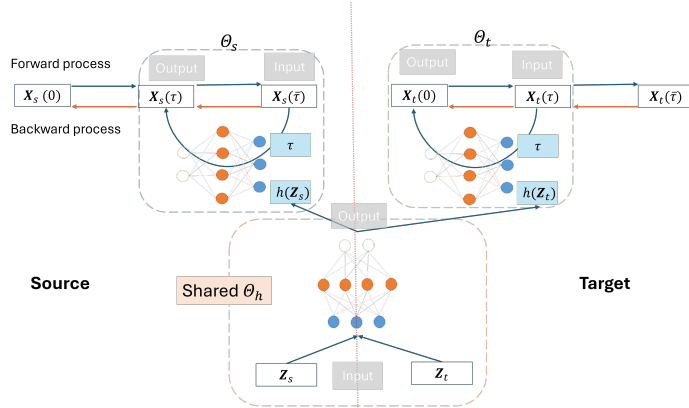 Θₛ
Θₜ
Forward process
Output
Input
Output
Input
𝑿ₛ (0)
𝑿ₛ(τ)
𝑿ₛ(τ̄)
𝑿ₜ(0)
𝑿ₜ(τ)
𝑿ₜ(τ̄)
Backward process
τ
τ
h(𝒁ₛ)
h(𝒁ₜ)
Output
Source
Shared Θₕ
Target
𝒁ₛ
Input
𝒁ₜ